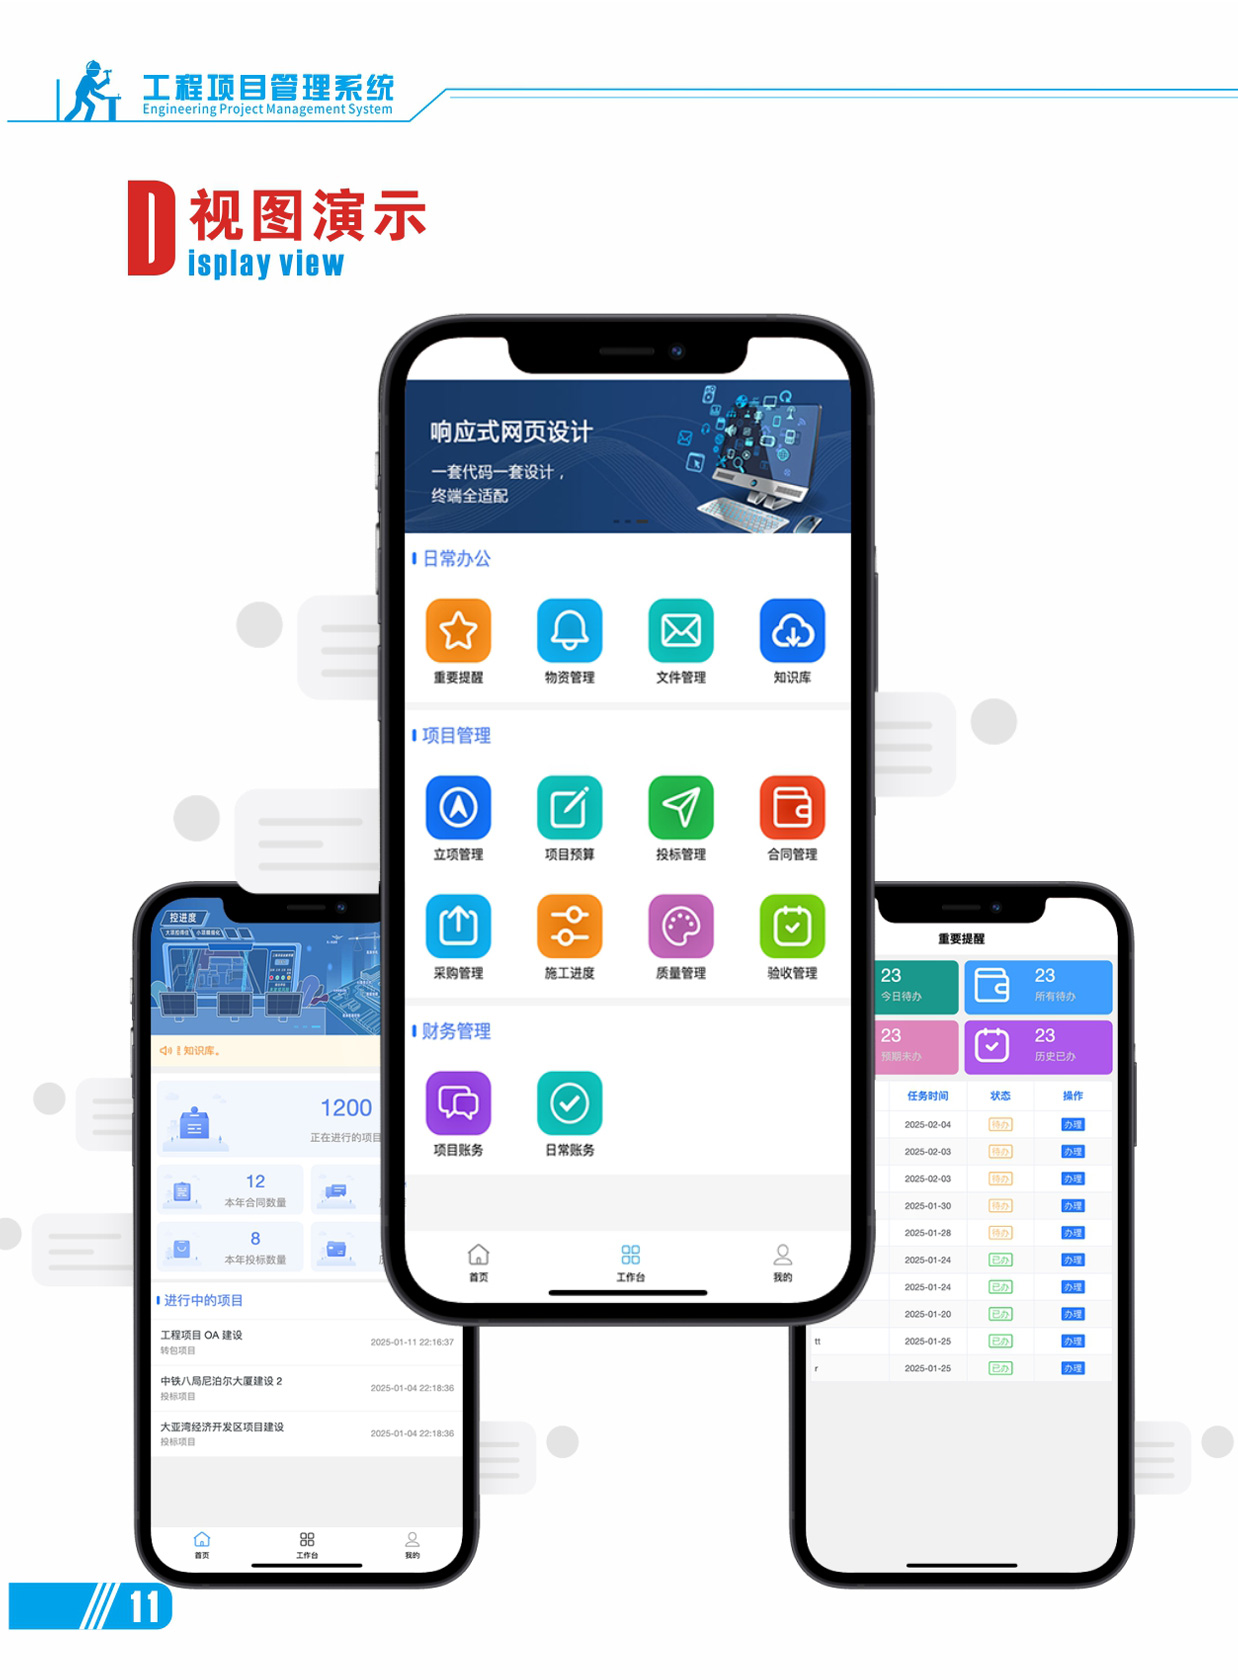 工程项目管理系统
Engineering Project Management System
D视图演示
isplay view
响应式网页设计
一套代码一套设计，
终端全适配
日常办公
重要提醒 物资管理 文件管理 知识库
项目管理
立项管理 项目预算 投标管理 合同管理
采购管理 施工进度 质量管理 验收管理
财务管理
项目账务 日常账务
首页 工作台 我的
控进度
知识库。
1200
正在进行的项目
12
本年合同数量
8
本年投标数量
进行中的项目
工程项目 OA 建设
转包项目
2025-01-11 22:16:37
中铁八局尼泊尔大厦建设 2
投标项目
2025-01-04 22:18:36
大亚湾经济开发区项目建设
投标项目
2025-01-04 22:18:36
首页 工作台 我的
重要提醒
23
今日待办
23
所有待办
23
预期未办
23
历史已办
任务时间 状态 操作
2025-02-04 待办 办理
2025-02-03 待办 办理
2025-02-03 待办 办理
2025-01-30 待办 办理
2025-01-28 待办 办理
2025-01-24 已办 办理
2025-01-24 已办 办理
2025-01-20 已办 办理
tt 2025-01-25 已办 办理
r 2025-01-25 已办 办理
11